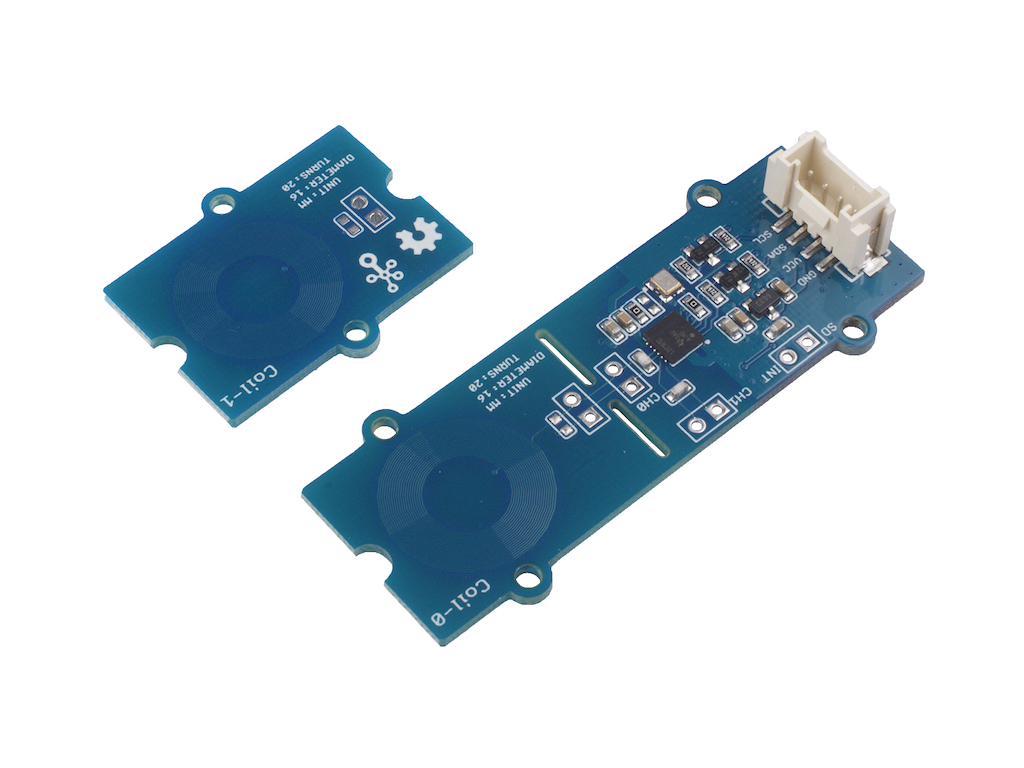 DIAMETER:16
TURNS:20
UNIT:MM
Coil-1
SCL
SDA
VCC
GND
SD
INT
CH1
CH0
DIAMETER:16
TURNS:20
UNIT:MM
Coil-0